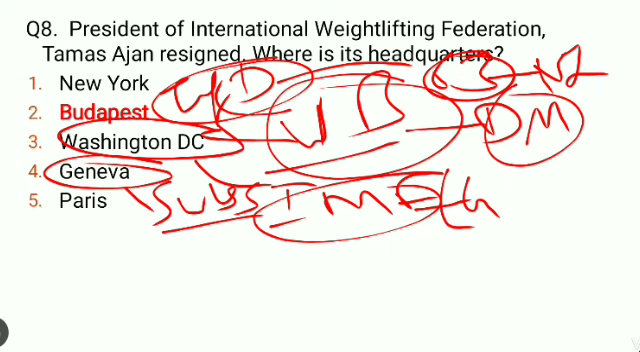 Q8. President of International Weightlifting Federation,
Tamas Ajan resigned. Where is its headquarters?
1. New York
2. Budapest
3. Washington DC
4. Geneva
5. Paris
DM